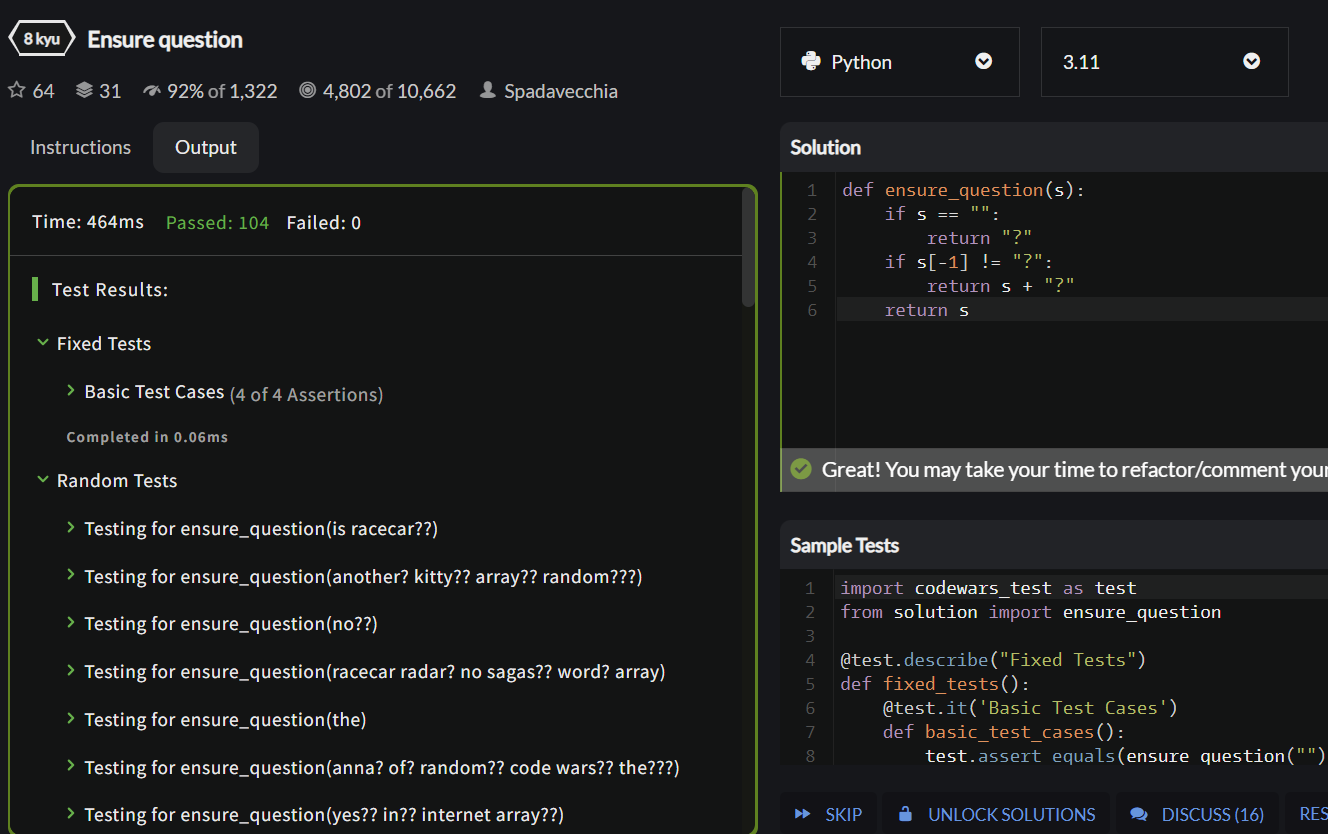 8 kyu Ensure question
64 31 92% of 1,322 4,802 of 10,662 Spadavecchia
Instructions Output
Time: 464ms Passed: 104 Failed: 0
Test Results:
Fixed Tests
Basic Test Cases (4 of 4 Assertions)
Completed in 0.06ms
Random Tests
Testing for ensure_question(is racecar??)
Testing for ensure_question(another? kitty?? array?? random???)
Testing for ensure_question(no??)
Testing for ensure_question(racecar radar? no sagas?? word? array)
Testing for ensure_question(the)
Testing for ensure_question(anna? of? random?? code wars?? the???)
Testing for ensure_question(yes?? in?? internet array??)
Python 3.11
Solution
1 def ensure_question(s):
2 if s == "":
3 return "?"
4 if s[-1] != "?":
5 return s + "?"
6 return s
Great! You may take your time to refactor/comment your
Sample Tests
1 import codewars_test as test
2 from solution import ensure_question
3
4 @test.describe("Fixed Tests")
5 def fixed_tests():
6 @test.it('Basic Test Cases')
7 def basic_test_cases():
8 test.assert_equals(ensure_question("")
SKIP UNLOCK SOLUTIONS DISCUSS (16) RES